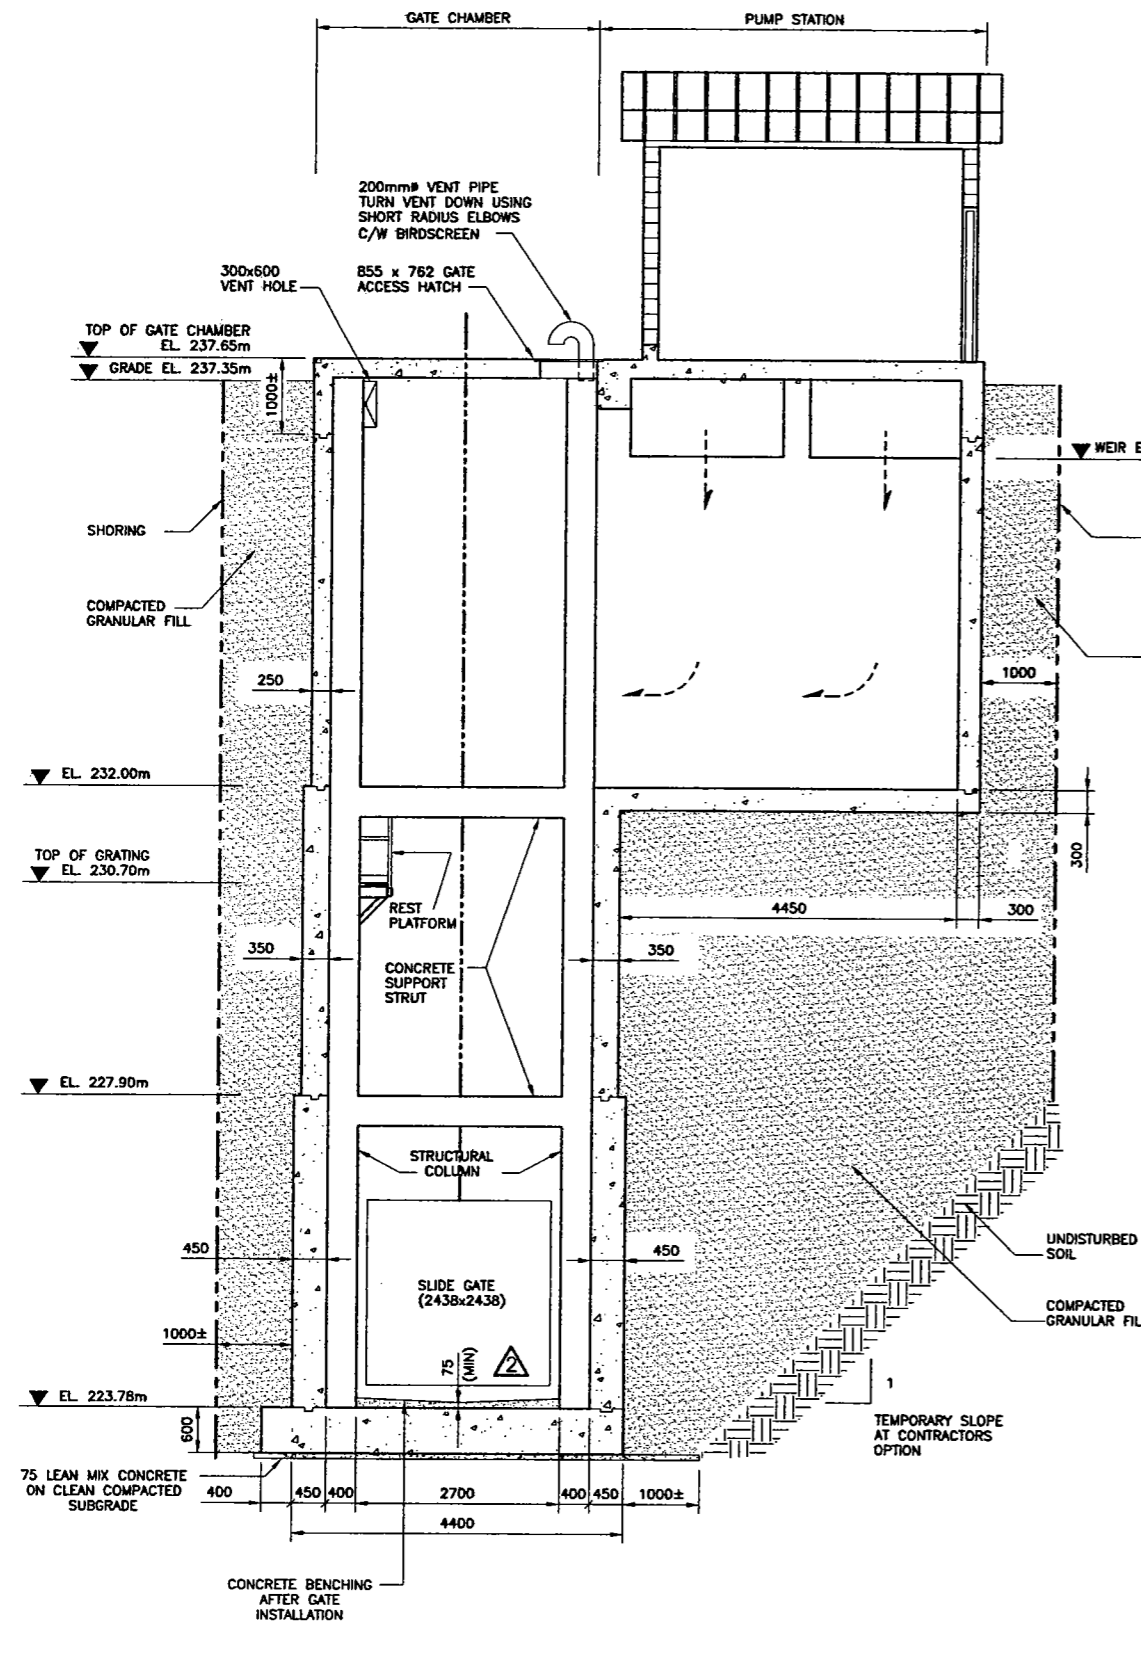 GATE CHAMBER
PUMP STATION
200mmø VENT PIPE
TURN VENT DOWN USING
SHORT RADIUS ELBOWS
C/W BIRDSCREEN
300x600
VENT HOLE
855 x 762 GATE
ACCESS HATCH
TOP OF GATE CHAMBER
EL. 237.65m
GRADE EL. 237.35m
1000±
WEIR E
SHORING
COMPACTED
GRANULAR FILL
250
1000
EL. 232.00m
TOP OF GRATING
EL. 230.70m
300
REST
PLATFORM
4450
300
350
350
CONCRETE
SUPPORT
STRUT
EL. 227.90m
STRUCTURAL
COLUMN
UNDISTURBED
SOIL
450
450
SLIDE GATE
(2438x2438)
COMPACTED
GRANULAR FIL
1000±
75
(MIN)
2
1
EL. 223.78m
600
TEMPORARY SLOPE
AT CONTRACTORS
OPTION
75 LEAN MIX CONCRETE
ON CLEAN COMPACTED
SUBGRADE
400 450 400 2700 400 450 1000±
4400
CONCRETE BENCHING
AFTER GATE
INSTALLATION